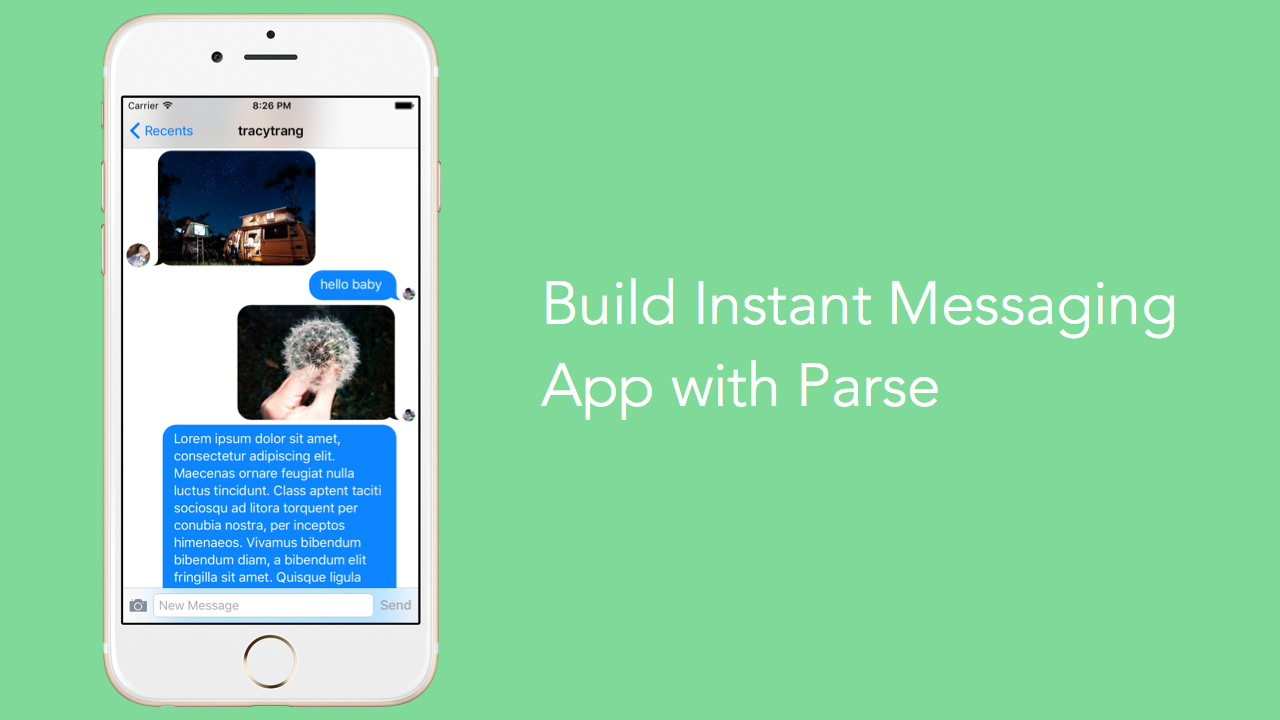 Carrier 8:26 PM
Recents tracytrang
hello baby
Lorem ipsum dolor sit amet,
consectetur adipiscing elit.
Maecenas ornare feugiat nulla
luctus tincidunt. Class aptent taciti
sociosqu ad litora torquent per
conubia nostra, per inceptos
himenaeos. Vivamus bibendum
bibendum diam, a bibendum elit
fringilla sit amet. Quisque ligula
New Message Send
Build Instant Messaging
App with Parse